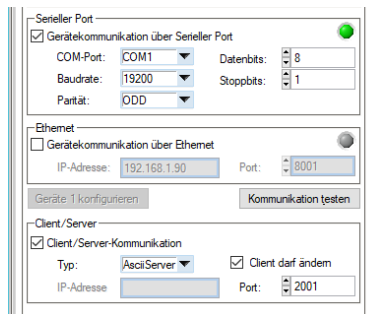 Serieller Port
Gerätekommunikation über Serieller Port
COM-Port: COM1 Datenbits: 8
Baudrate: 19200 Stoppbits: 1
Parität: ODD
Ethernet
Gerätekommunikation über Ethernet
IP-Adresse: 192.168.1.90 Port: 8001
Geräte 1 konfigurieren Kommunikation testen
Client/Server
Client/Server-Kommunikation
Typ: AsciiServer Client darf ändern
IP-Adresse Port: 2001